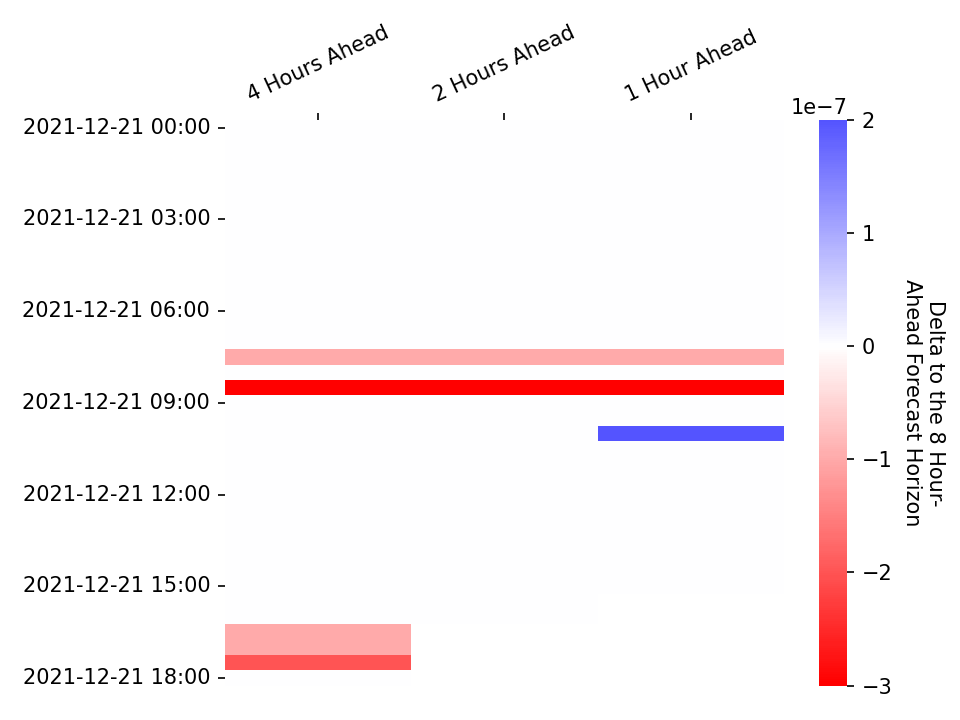 4 Hours Ahead
2 Hours Ahead
1 Hour Ahead
1e−7
2021-12-21 00:00
2021-12-21 03:00
2021-12-21 06:00
2021-12-21 09:00
2021-12-21 12:00
2021-12-21 15:00
2021-12-21 18:00
2
1
0
−1
−2
−3
Delta to the 8 Hour-
Ahead Forecast Horizon